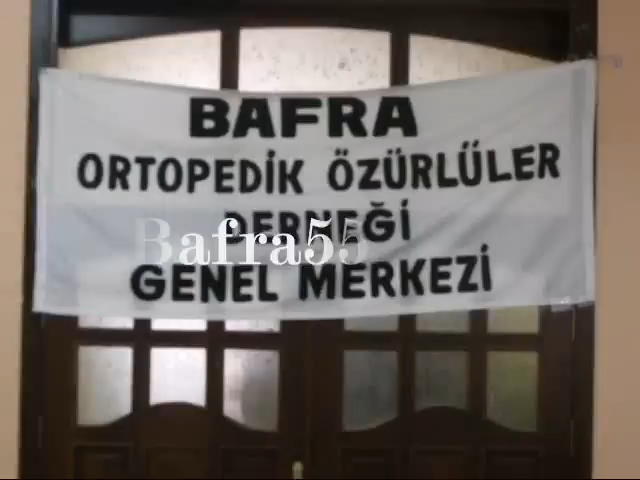 BAFRA
ORTOPEDİK ÖZÜRLÜLER
DERNEĞİ
Bafra55
GENEL MERKEZİ